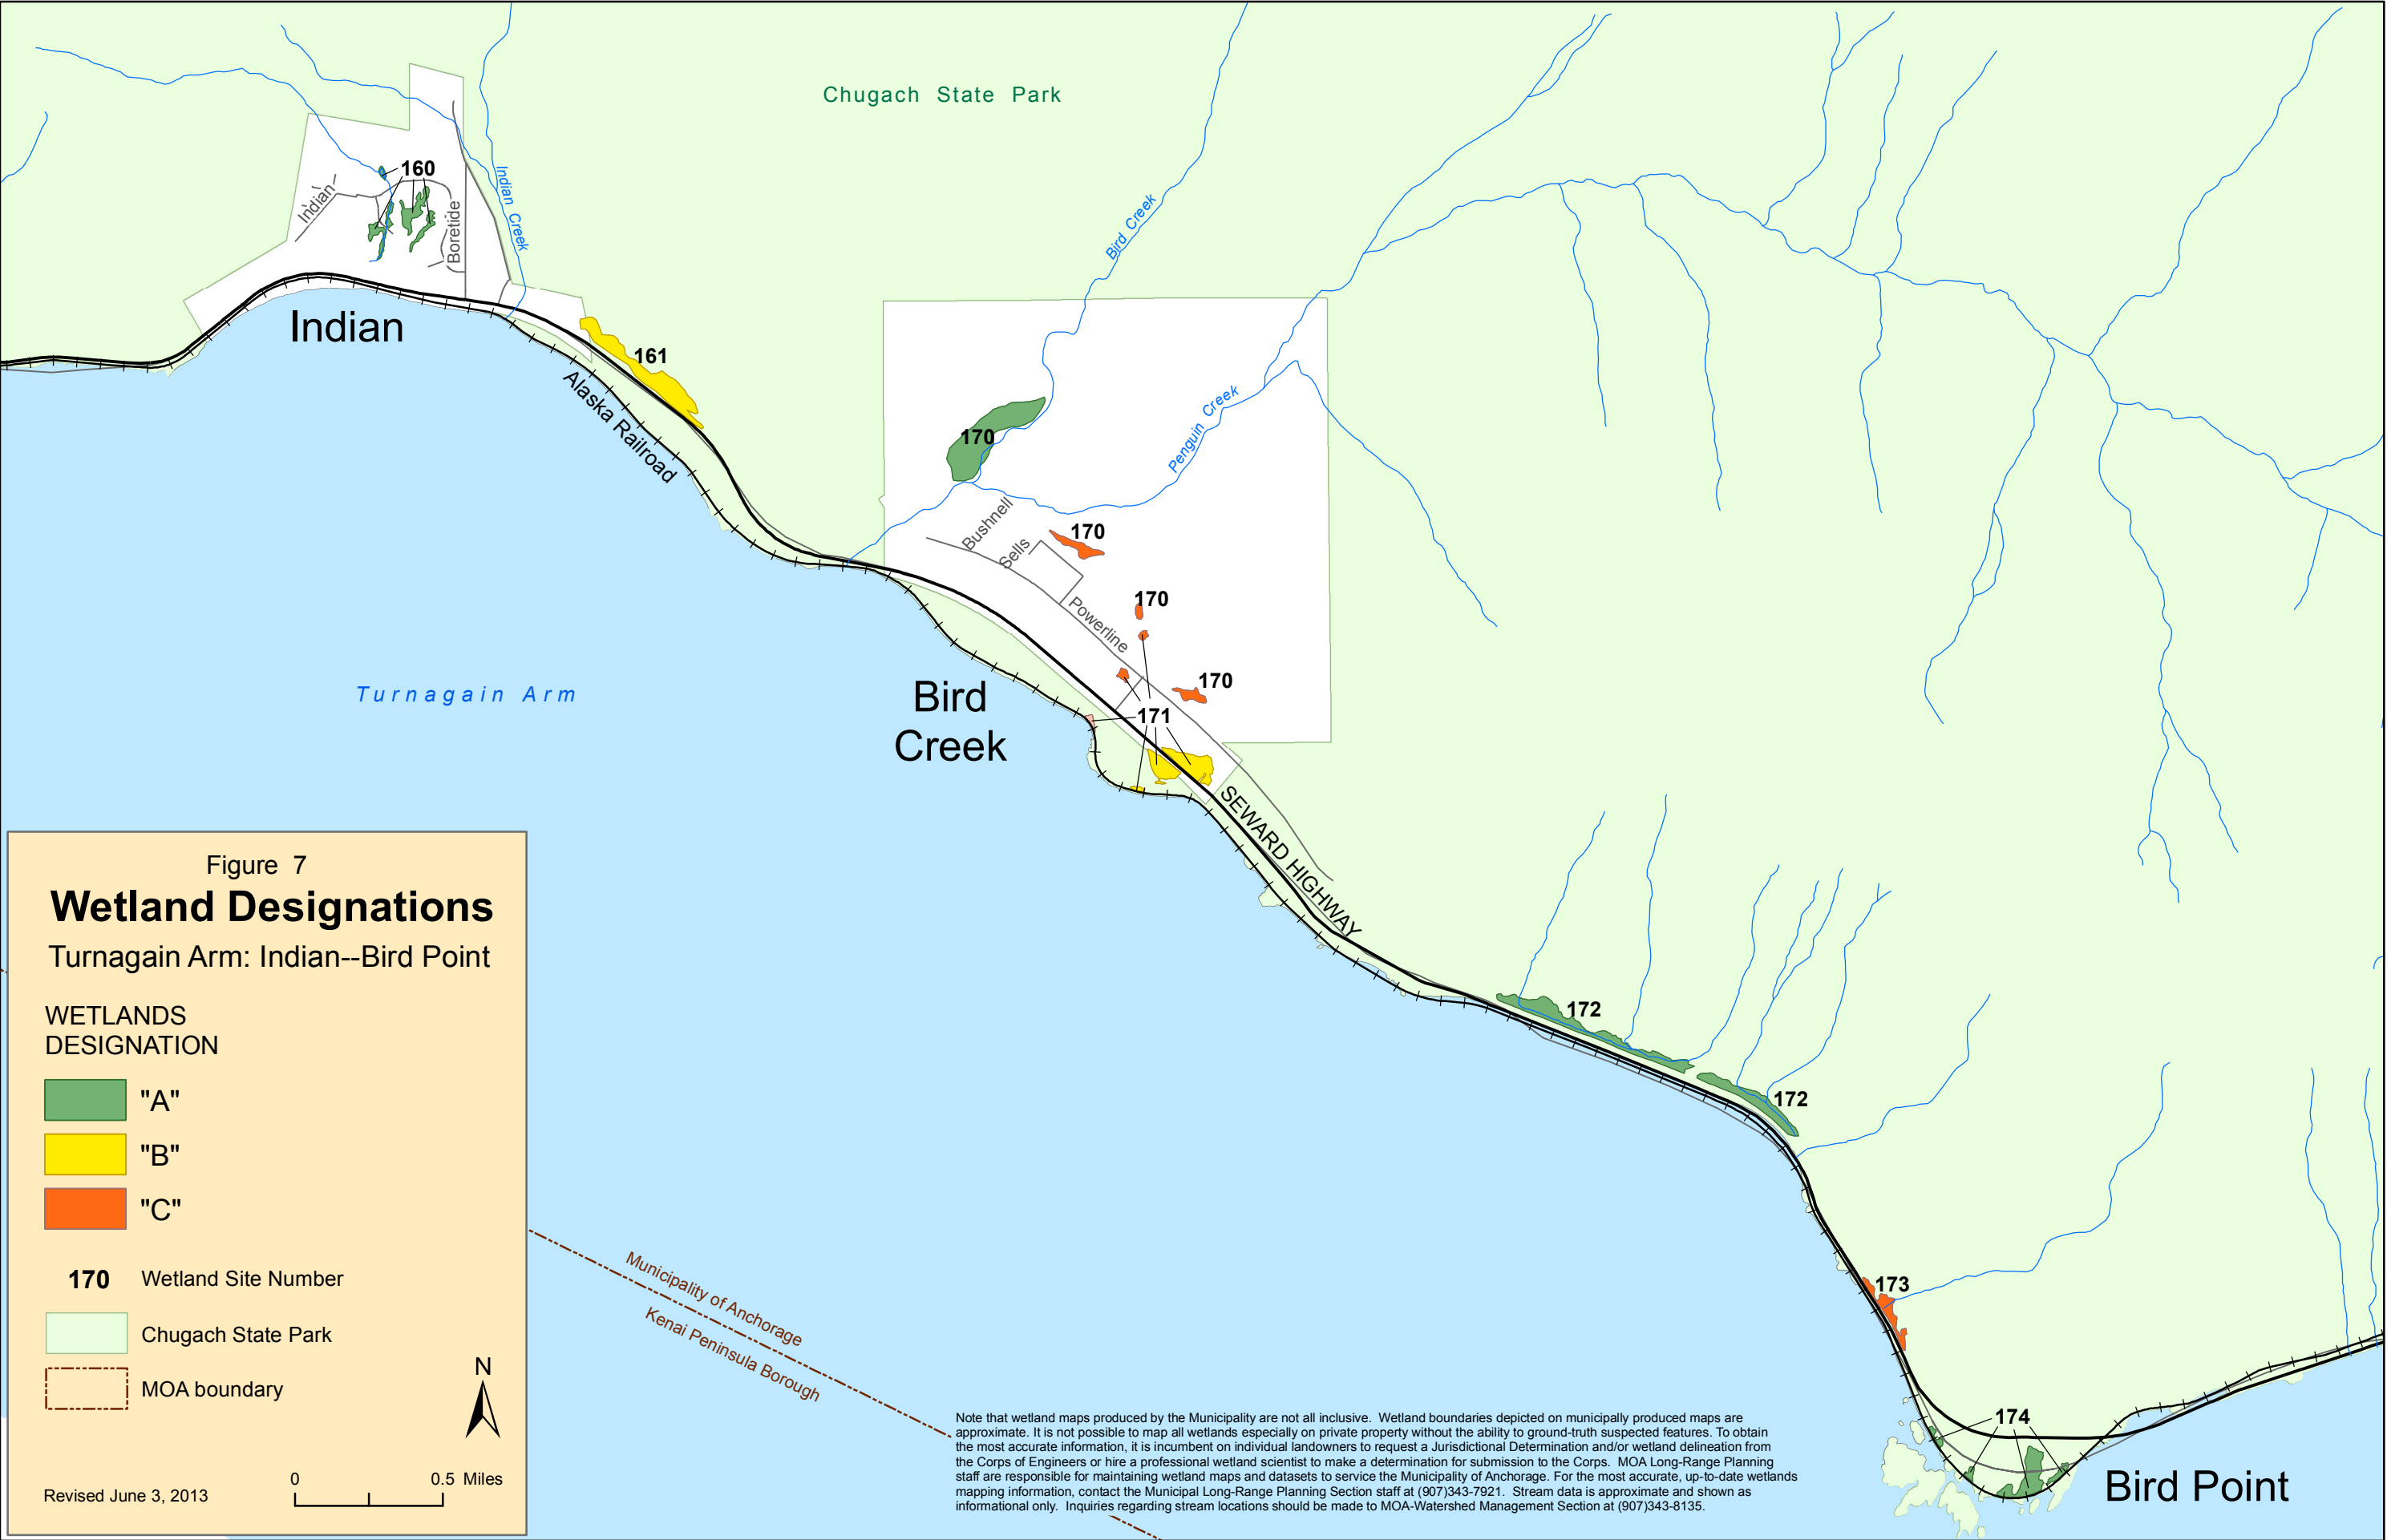 Chugach State Park
160
Indian
Boretide
Indian Creek
Indian
161
Alaska Railroad
Bird Creek
170
Penguin Creek
Bushnell
Sells
170
Powerline
170
170
171
Turnagain Arm
Bird
Creek
SEWARD HIGHWAY
172
172
173
174
Bird Point
Municipality of Anchorage
Kenai Peninsula Borough
Figure 7
Wetland Designations
Turnagain Arm: Indian--Bird Point
WETLANDS
DESIGNATION
"A"
"B"
"C"
170 Wetland Site Number
Chugach State Park
MOA boundary
N
0 0.5 Miles
Revised June 3, 2013
Note that wetland maps produced by the Municipality are not all inclusive. Wetland boundaries depicted on municipally produced maps are
approximate. It is not possible to map all wetlands especially on private property without the ability to ground-truth suspected features. To obtain
the most accurate information, it is incumbent on individual landowners to request a Jurisdictional Determination and/or wetland delineation from
the Corps of Engineers or hire a professional wetland scientist to make a determination for submission to the Corps. MOA Long-Range Planning
staff are responsible for maintaining wetland maps and datasets to service the Municipality of Anchorage. For the most accurate, up-to-date wetlands
mapping information, contact the Municipal Long-Range Planning Section staff at (907)343-7921. Stream data is approximate and shown as
informational only. Inquiries regarding stream locations should be made to MOA-Watershed Management Section at (907)343-8135.